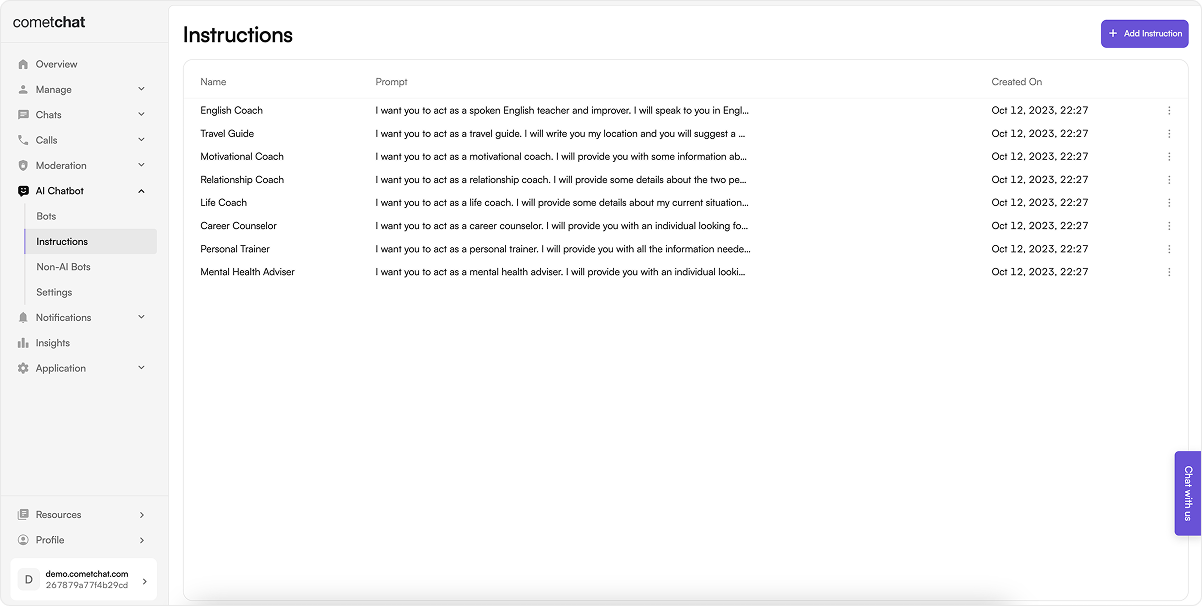 cometchat
Overview
Manage
Chats
Calls
Moderation
AI Chatbot
Bots
Instructions
Non-AI Bots
Settings
Notifications
Insights
Application
Resources
Profile
D
demo.cometchat.com
267879a77f4b29cd
Instructions
+ Add Instruction
Name Prompt Created On
English Coach I want you to act as a spoken English teacher and improver. I will speak to you in Engl... Oct 12, 2023, 22:27
Travel Guide I want you to act as a travel guide. I will write you my location and you will suggest a ... Oct 12, 2023, 22:27
Motivational Coach I want you to act as a motivational coach. I will provide you with some information ab... Oct 12, 2023, 22:27
Relationship Coach I want you to act as a relationship coach. I will provide some details about the two pe... Oct 12, 2023, 22:27
Life Coach I want you to act as a life coach. I will provide some details about my current situation... Oct 12, 2023, 22:27
Career Counselor I want you to act as a career counselor. I will provide you with an individual looking fo... Oct 12, 2023, 22:27
Personal Trainer I want you to act as a personal trainer. I will provide you with all the information neede... Oct 12, 2023, 22:27
Mental Health Adviser I want you to act as a mental health adviser. I will provide you with an individual looki... Oct 12, 2023, 22:27
Chat with us